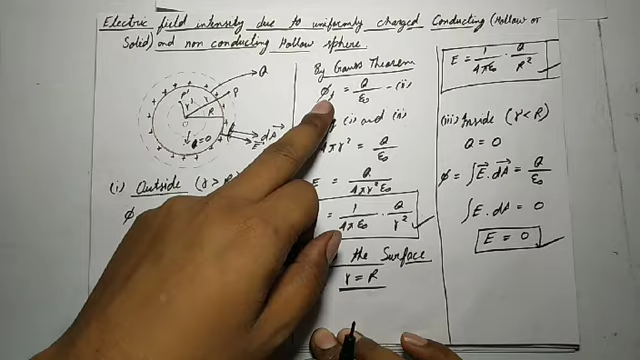 Electric field intensity due to uniformly charged Conducting (Hollow or
Solid) and non conducting Hollow sphere.
Q
P
P'
r'
r
R
O
Q=0
dA
E
(i) Outside (r > R)
ϕ
By Gauss Theorem
ϕ = Q/ε₀ - (ii)
(i) and (ii)
4πr² = Q/ε₀
E = Q/4πr²ε₀
= 1/4πε₀ · Q/r²
the Surface
r = R
E = 1/4πε₀ · Q/R²
(iii) Inside (r < R)
Q = 0
ϕ = ∫E.dA = Q/ε₀
∫E.dA = 0
E = 0